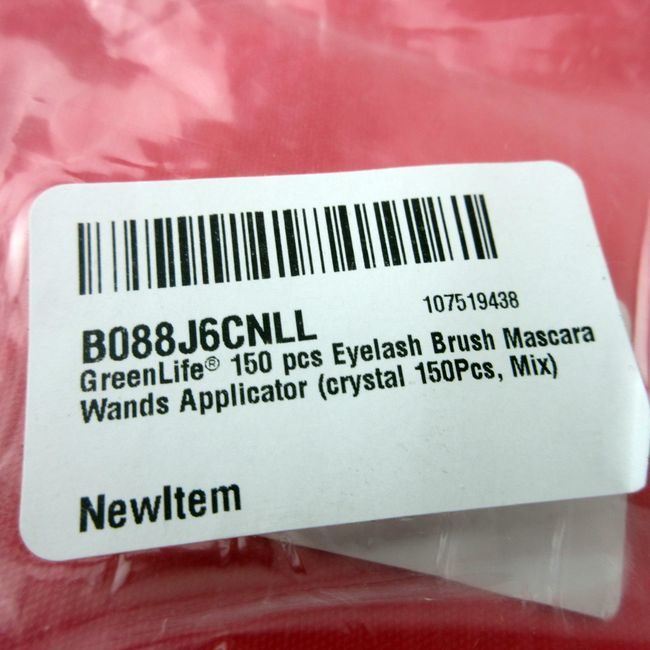 107519438
B088J6CNLL
GreenLife® 150 pcs Eyelash Brush Mascara
Wands Applicator (crystal 150Pcs, Mix)
NewItem